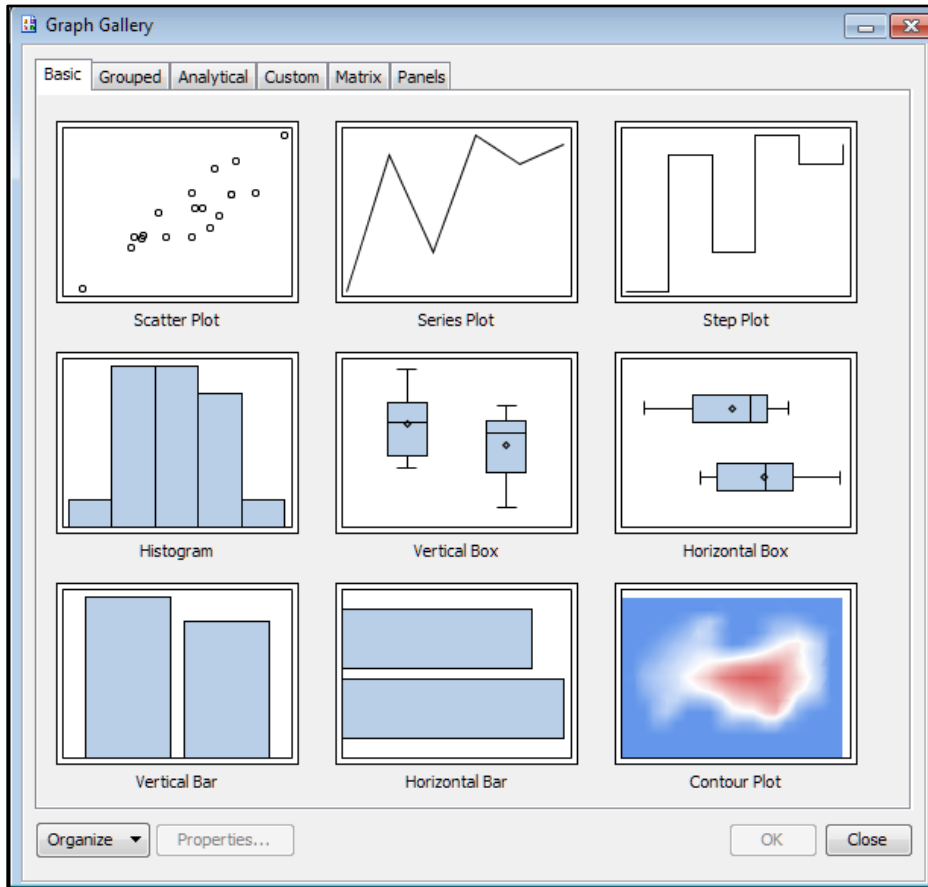 Graph Gallery
Basic Grouped Analytical Custom Matrix Panels
Scatter Plot Series Plot Step Plot
Histogram Vertical Box Horizontal Box
Vertical Bar Horizontal Bar Contour Plot
Organize Properties... OK Close